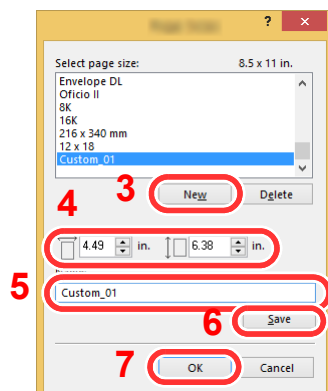 ?
Select page size: 8.5 x 11 in.
Envelope DL
Oficio II
8K
16K
216 x 340 mm
12 x 18
Custom_01
3 New Delete
4
4.49 in. 6.38 in.
5
Custom_01
6 Save
7 OK Cancel